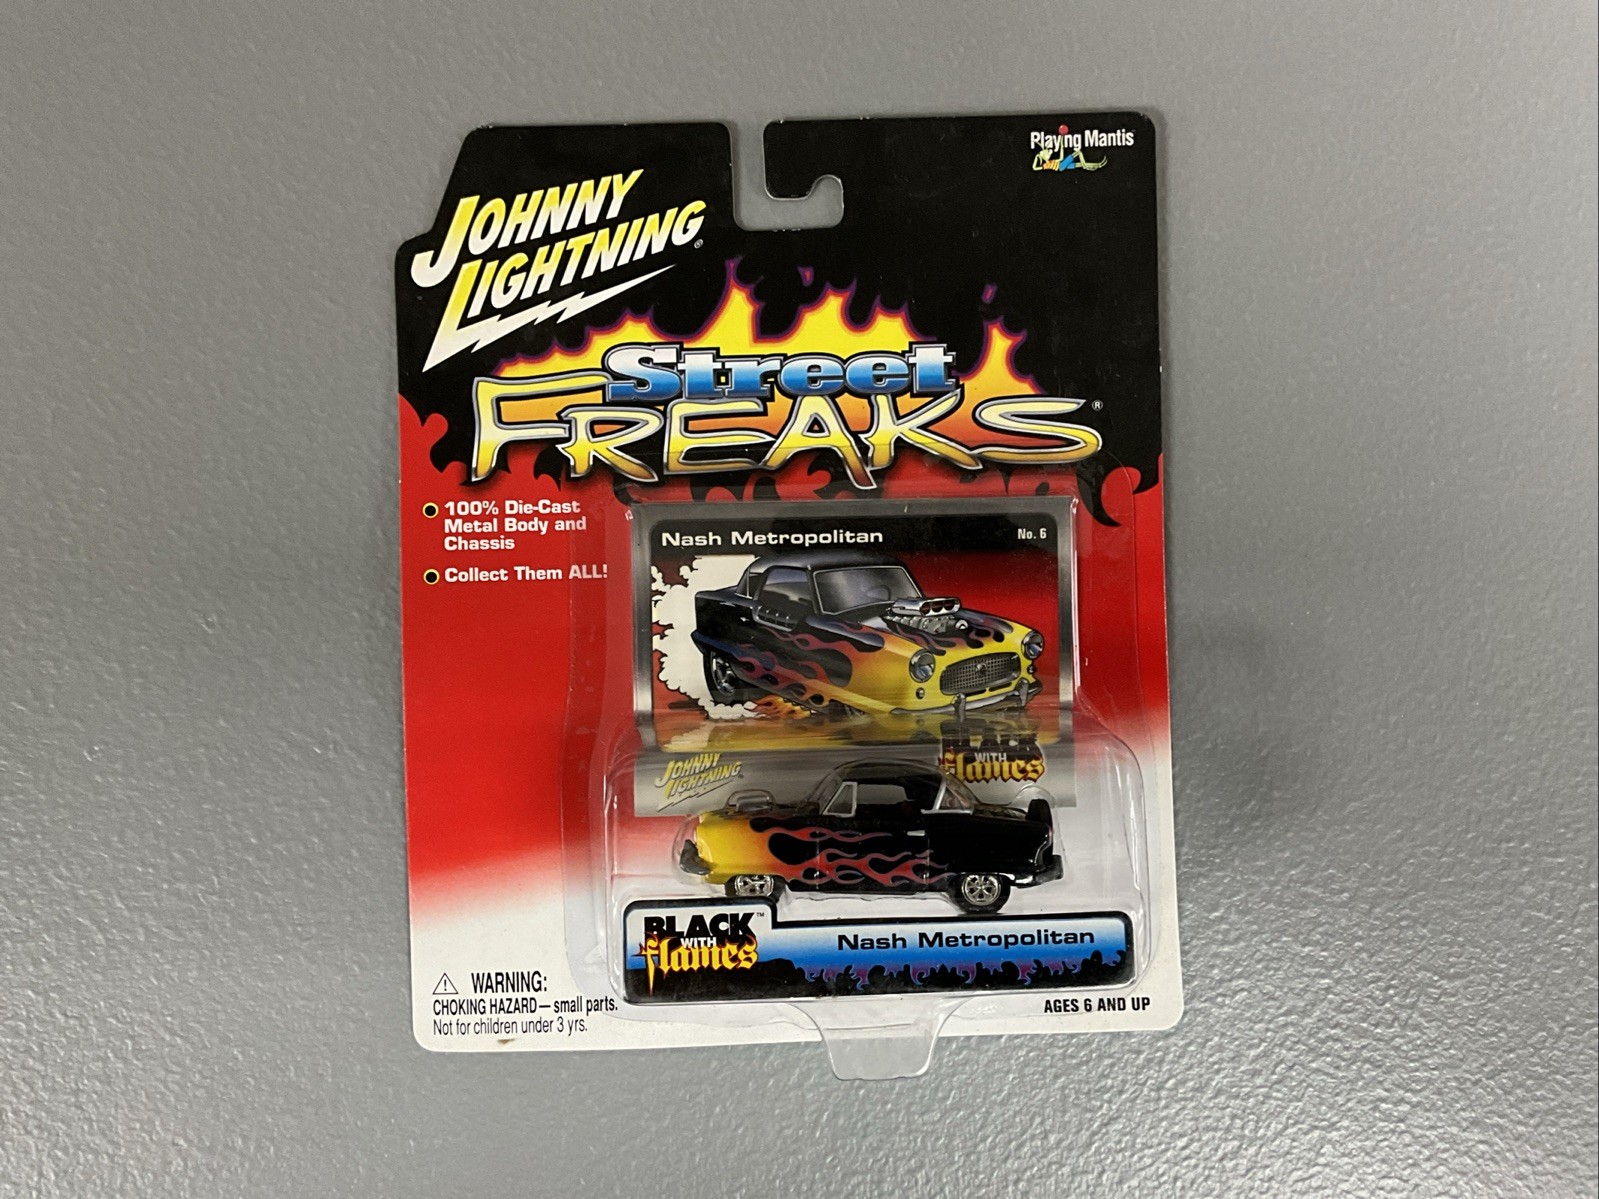 Playing Mantis
JOHNNY
LIGHTNING®
Street
FREAKS®
100% Die-Cast
Metal Body and
Chassis
Collect Them ALL!
Nash Metropolitan
No. 6
JOHNNY
LIGHTNING
BLACK
WITH
flames
BLACK™
WITH
flames
Nash Metropolitan
WARNING:
CHOKING HAZARD — small parts.
Not for children under 3 yrs.
AGES 6 AND UP